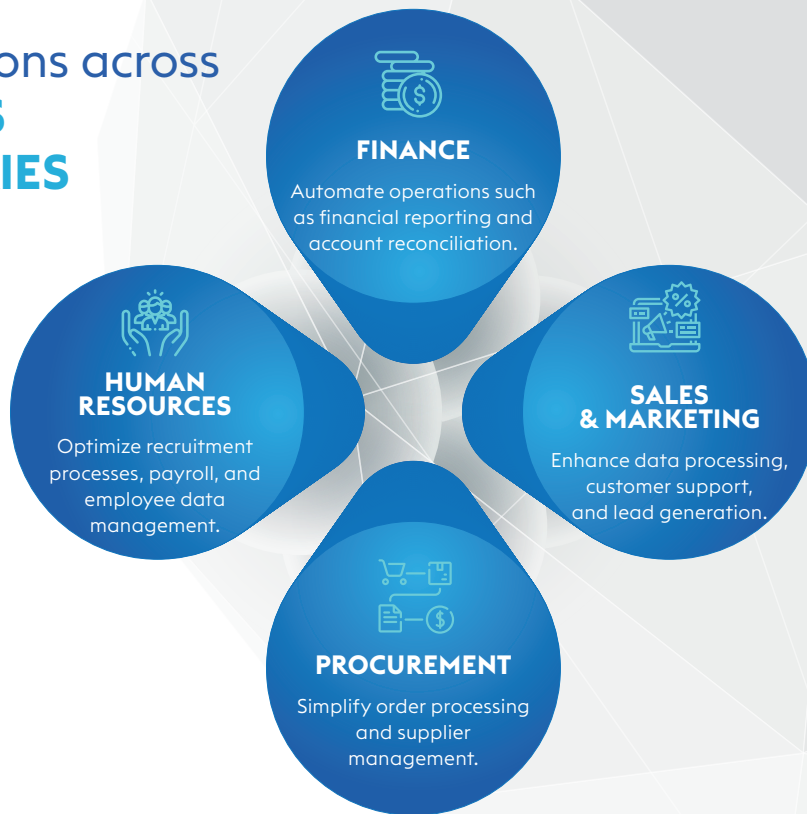 ons across
S
IES
FINANCE
Automate operations such
as financial reporting and
account reconciliation.
HUMAN
RESOURCES
Optimize recruitment
processes, payroll, and
employee data
management.
SALES
& MARKETING
Enhance data processing,
customer support,
and lead generation.
PROCUREMENT
Simplify order processing
and supplier
management.